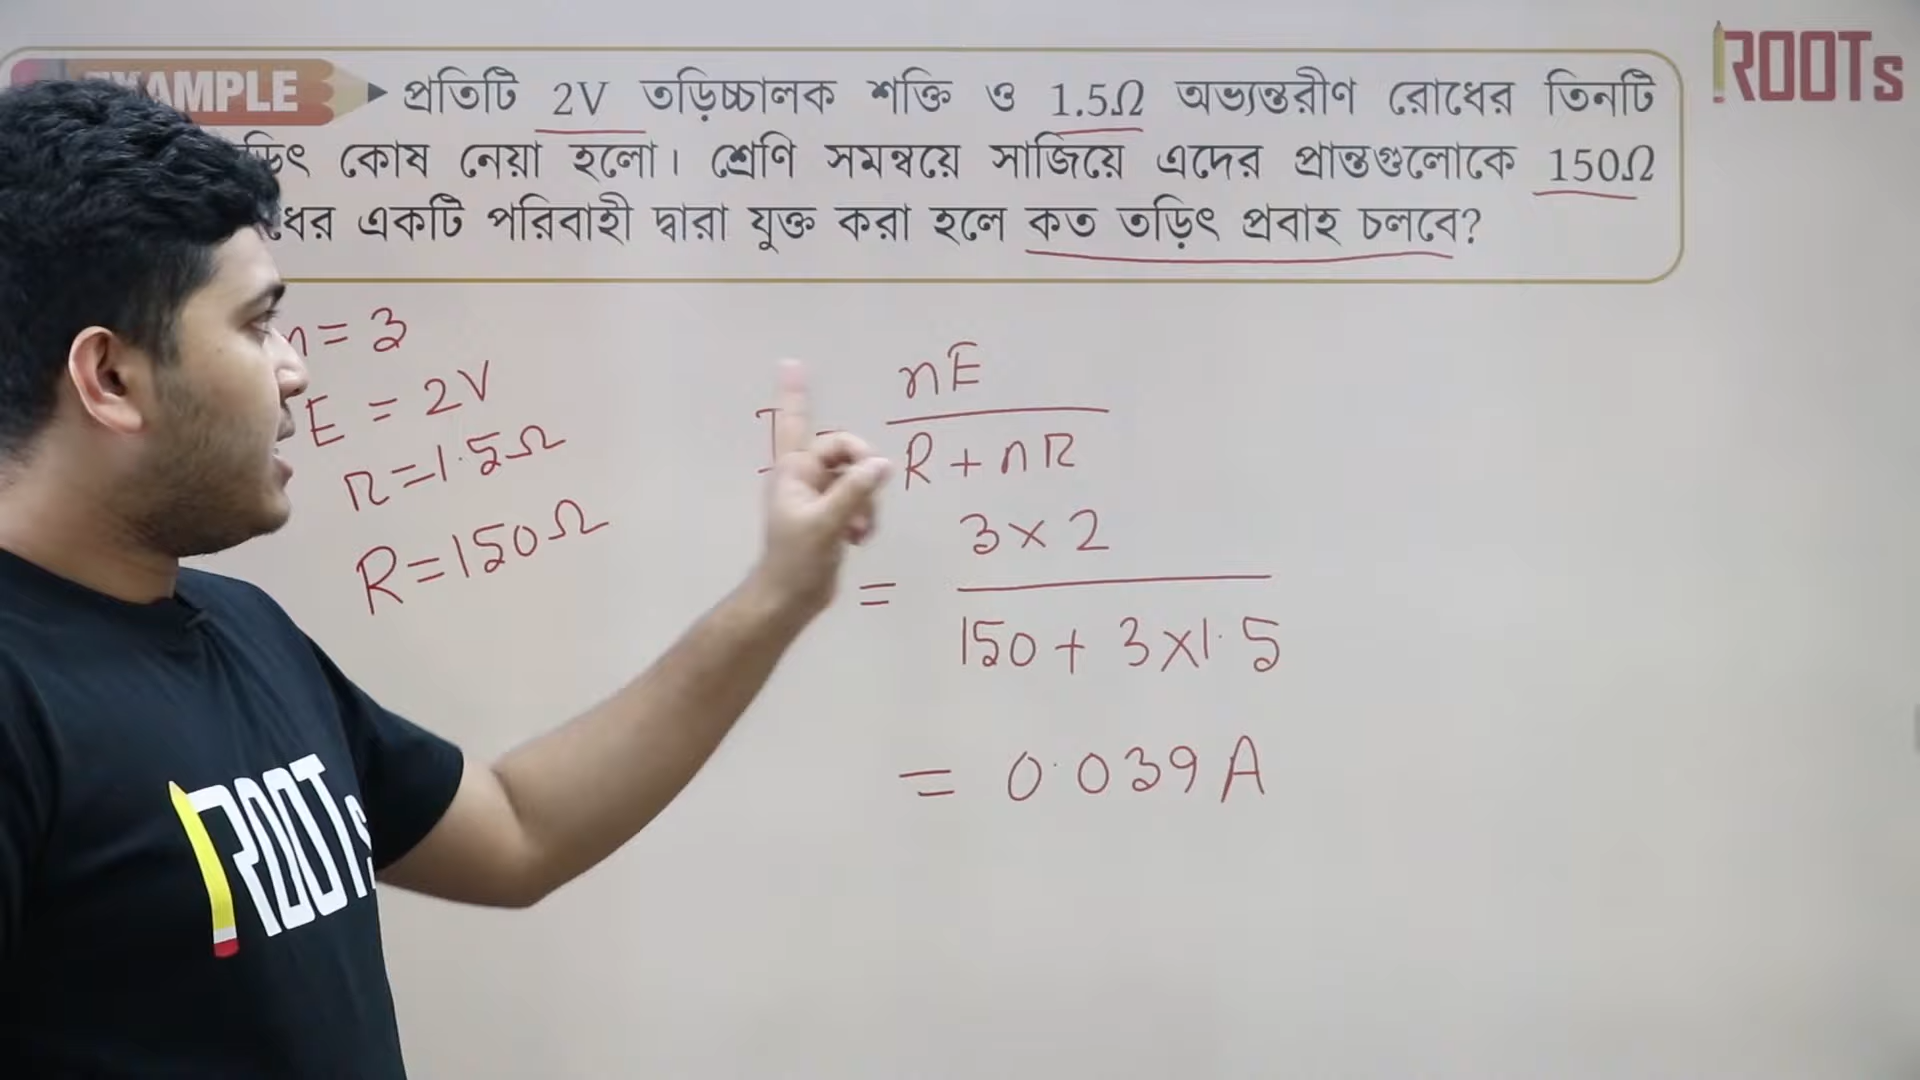 ROOTs
EXAMPLE প্রতিটি 2V তড়িচ্চালক শক্তি ও 1.5Ω অভ্যন্তরীণ রোধের তিনটি
কোষ নেয়া হলো। শ্রেণি সমন্বয়ে সাজিয়ে এদের প্রান্তগুলোকে 150Ω
একটি পরিবাহী দ্বারা যুক্ত করা হলে কত তড়িৎ প্রবাহ চলবে?
n = 3
E = 2V
r = 1.5Ω
R = 150Ω
I = nE
R + nr
= 3 × 2
150 + 3×1.5
= 0.039 A
ROOTs